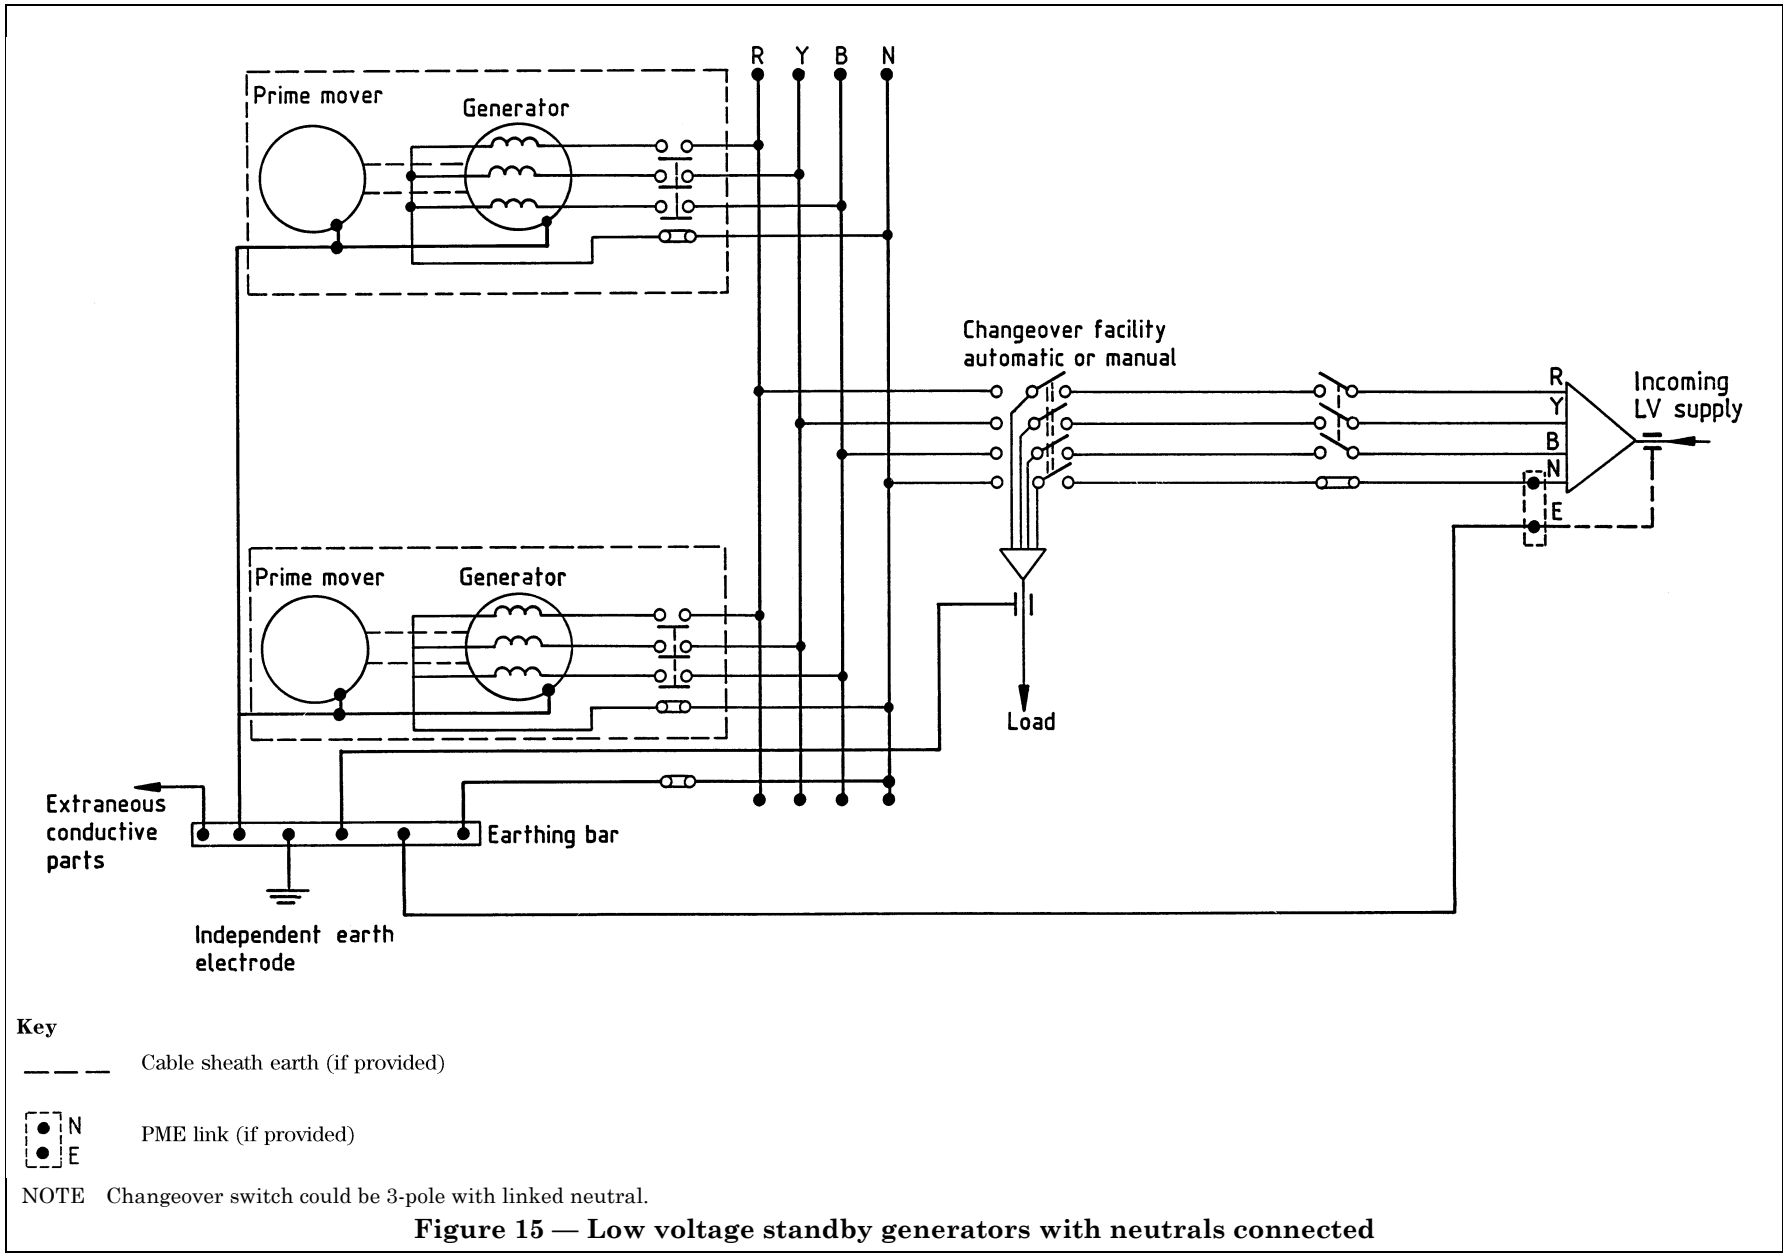 R Y B N
Prime mover
Generator
Changeover facility
automatic or manual
R
Y
B
N
E
Incoming
LV supply
Prime mover
Generator
Load
Extraneous
conductive
parts
Earthing bar
Independent earth
electrode
Key
Cable sheath earth (if provided)
N
E
PME link (if provided)
NOTE Changeover switch could be 3-pole with linked neutral.
Figure 15 — Low voltage standby generators with neutrals connected